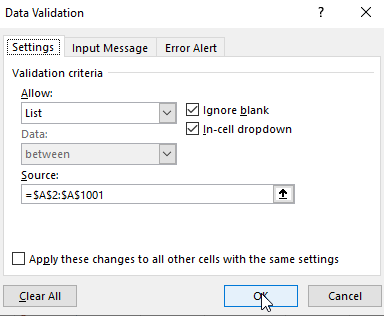 Data Validation ? ×
Settings Input Message Error Alert
Validation criteria
Allow:
List
Ignore blank
Data:
In-cell dropdown
between
Source:
=$A$2:$A$1001
Apply these changes to all other cells with the same settings
Clear All OK Cancel